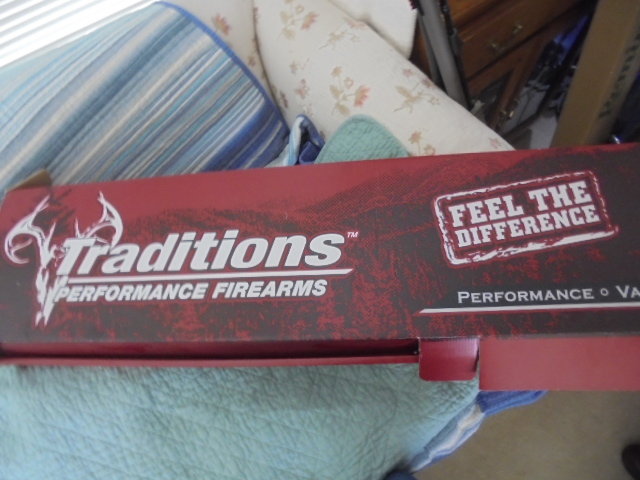 Traditions™
PERFORMANCE FIREARMS
FEEL THE
DIFFERENCE
PERFORMANCE ○ VA